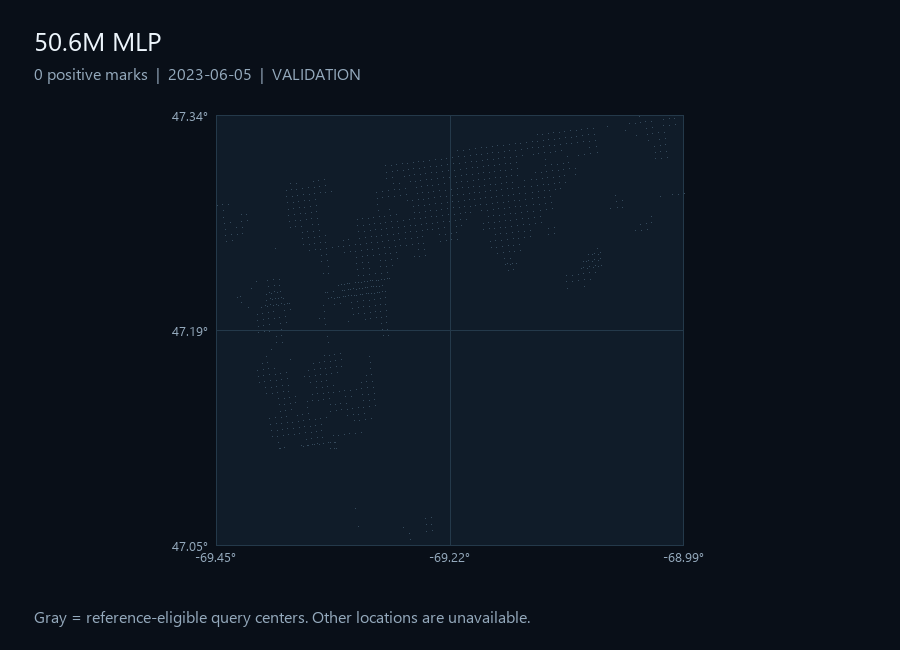 50.6M MLP
0 positive marks | 2023-06-05 | VALIDATION
47.34°
47.19°
47.05°
-69.45°
-69.22°
-68.99°
Gray = reference-eligible query centers. Other locations are unavailable.